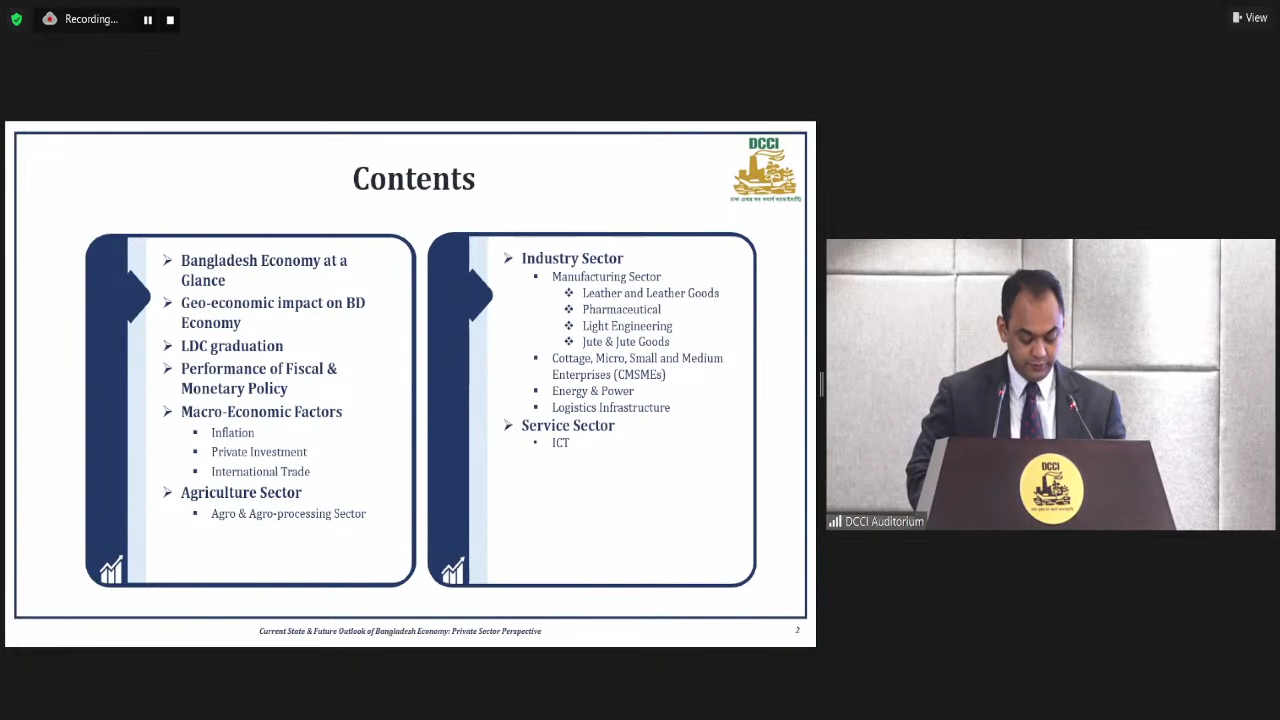 Recording...
View
DCCI
Contents
Bangladesh Economy at a
Glance
Geo-economic impact on BD
Economy
LDC graduation
Performance of Fiscal &
Monetary Policy
Macro-Economic Factors
Inflation
Private Investment
International Trade
Agriculture Sector
Agro & Agro-processing Sector
Industry Sector
Manufacturing Sector
Leather and Leather Goods
Pharmaceutical
Light Engineering
Jute & Jute Goods
Cottage, Micro, Small and Medium
Enterprises (CMSMEs)
Energy & Power
Logistics Infrastructure
Service Sector
ICT
Current State & Future Outlook of Bangladesh Economy: Private Sector Perspective
2
DCCI
DCCI Auditorium